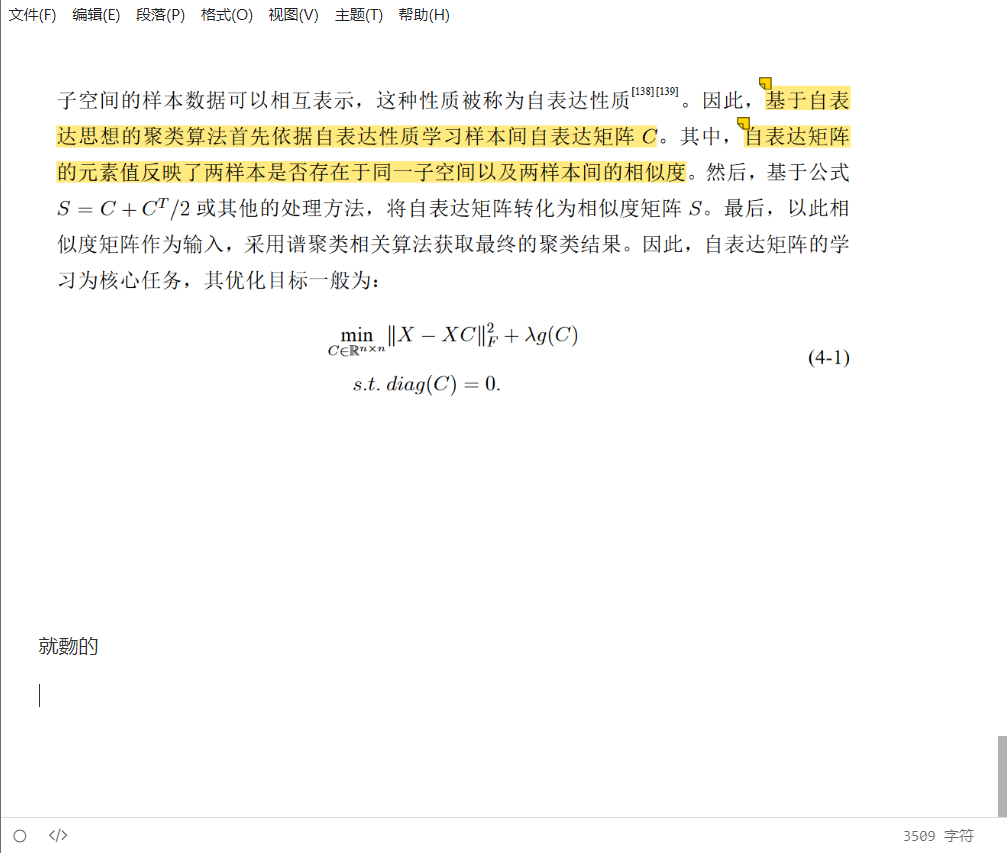 文件(F) 编辑(E) 段落(P) 格式(O) 视图(V) 主题(T) 帮助(H)
子空间的样本数据可以相互表示，这种性质被称为自表达性质[138][139]。因此，基于自表
达思想的聚类算法首先依据自表达性质学习样本间自表达矩阵 C。其中，自表达矩阵
的元素值反映了两样本是否存在于同一子空间以及两样本间的相似度。然后，基于公式
S = C + C^T/2 或其他的处理方法，将自表达矩阵转化为相似度矩阵 S。最后，以此相
似度矩阵作为输入，采用谱聚类相关算法获取最终的聚类结果。因此，自表达矩阵的学
习为核心任务，其优化目标一般为：
min_{C∈ℝ^{n×n}} ‖X − XC‖_F^2 + λg(C)
(4-1)
s.t. diag(C) = 0.
就的
3509 字符